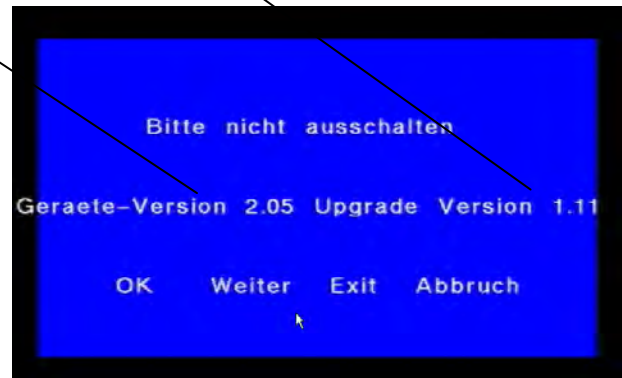 Bitte nicht ausschalten
Geraete-Version 2.05 Upgrade Version 1.11
OK Weiter Exit Abbruch